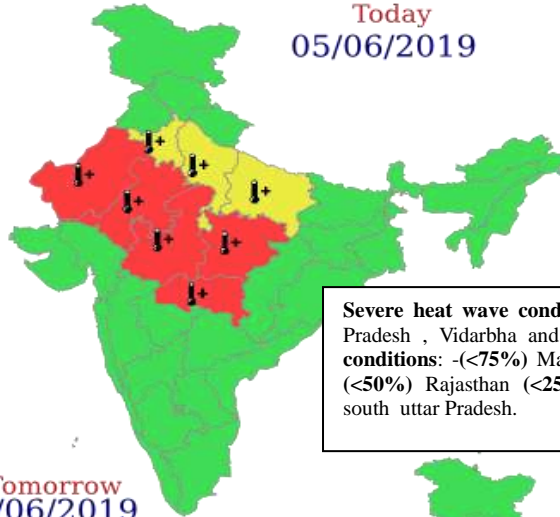 Today
05/06/2019
Severe heat wave cond
Pradesh , Vidarbha and
conditions: -(<75%) Ma
(<50%) Rajasthan (<25
south uttar Pradesh.
omorrow
/06/2019